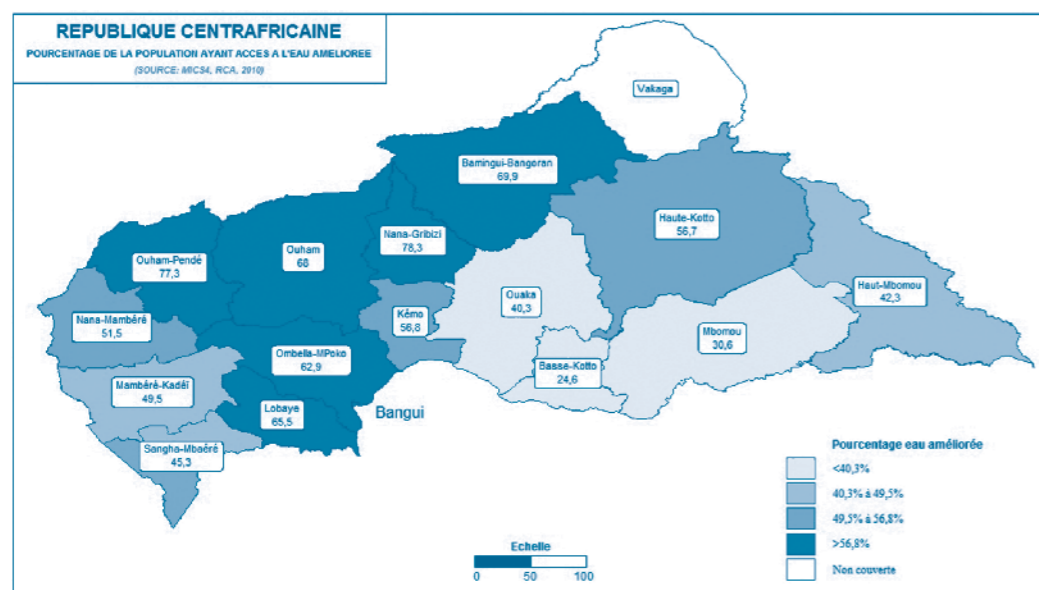 REPUBLIQUE CENTRAFRICAINE
POURCENTAGE DE LA POPULATION AYANT ACCES A L'EAU AMELIOREE
(SOURCE: MICS4, RCA, 2010)
Vakaga
Bamingui-Bangoran
69,9
Haute-Kotto
56,7
Nana-Gribizi
78,3
Ouham
68
Ouham-Pendé
77,3
Haut-Mbomou
42,3
Ouaka
40,3
Kémo
56,8
Nana-Mambéré
51,5
Mbomou
30,6
Ombella-MPoko
62,9
Basse-Kotto
24,6
Mambéré-Kadéï
49,5
Lobaye
65,5
Bangui
Sangha-Mbaéré
45,3
Pourcentage eau améliorée
<40,3%
40,3% à 49,5%
49,5% à 56,8%
>56,8%
Non couverte
Echelle
0 50 100